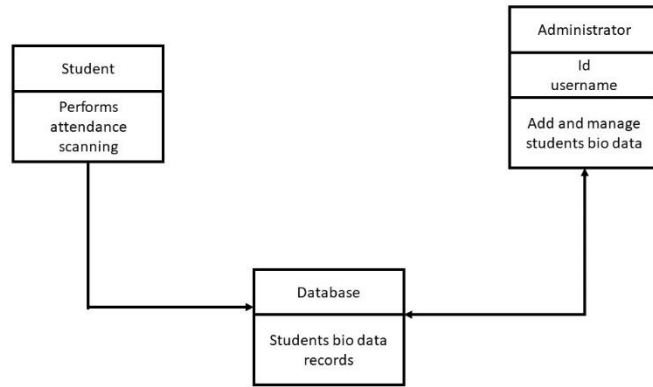 Student
Performs
attendance
scanning
Administrator
Id
username
Add and manage
students bio data
Database
Students bio data
records